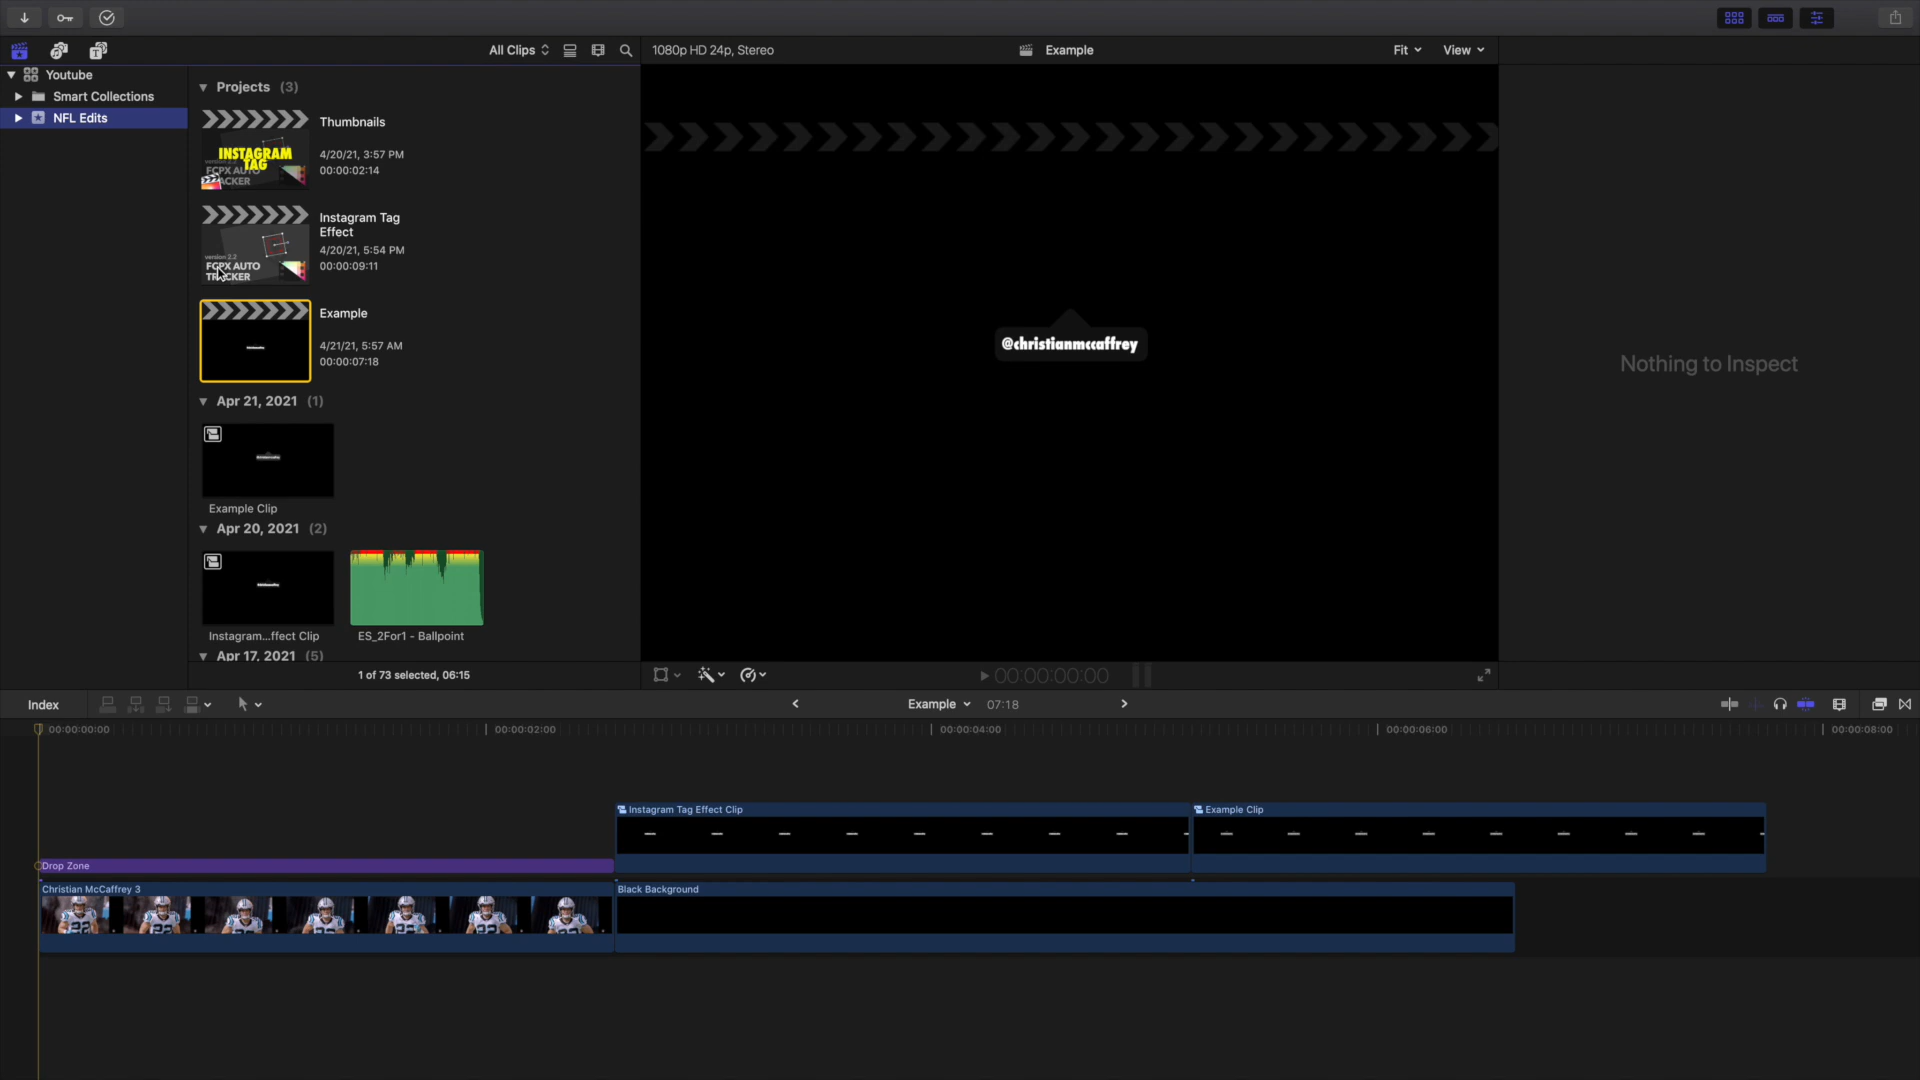 All Clips
1080p HD 24p, Stereo
Example
Fit
View
Youtube
Smart Collections
NFL Edits
Projects (3)
INSTAGRAM
TAG
version 2.2
FCPX AUTO
TRACKER
Thumbnails
4/20/21, 3:57 PM
00:00:02:14
version 2.2
FCPX AUTO
TRACKER
Instagram Tag
Effect
4/20/21, 5:54 PM
00:00:09:11
Example
4/21/21, 5:57 AM
00:00:07:18
Apr 21, 2021 (1)
Example Clip
Apr 20, 2021 (2)
Instagram...ffect Clip
ES_2For1 - Ballpoint
Apr 17, 2021 (5)
1 of 73 selected, 06:15
@christianmccaffrey
Nothing to Inspect
00:00:00:00
Index
Example
07:18
00:00:00:00
00:00:02:00
00:00:04:00
00:00:06:00
00:00:08:00
Instagram Tag Effect Clip
Example Clip
Drop Zone
Christian McCaffrey 3
Black Background
22